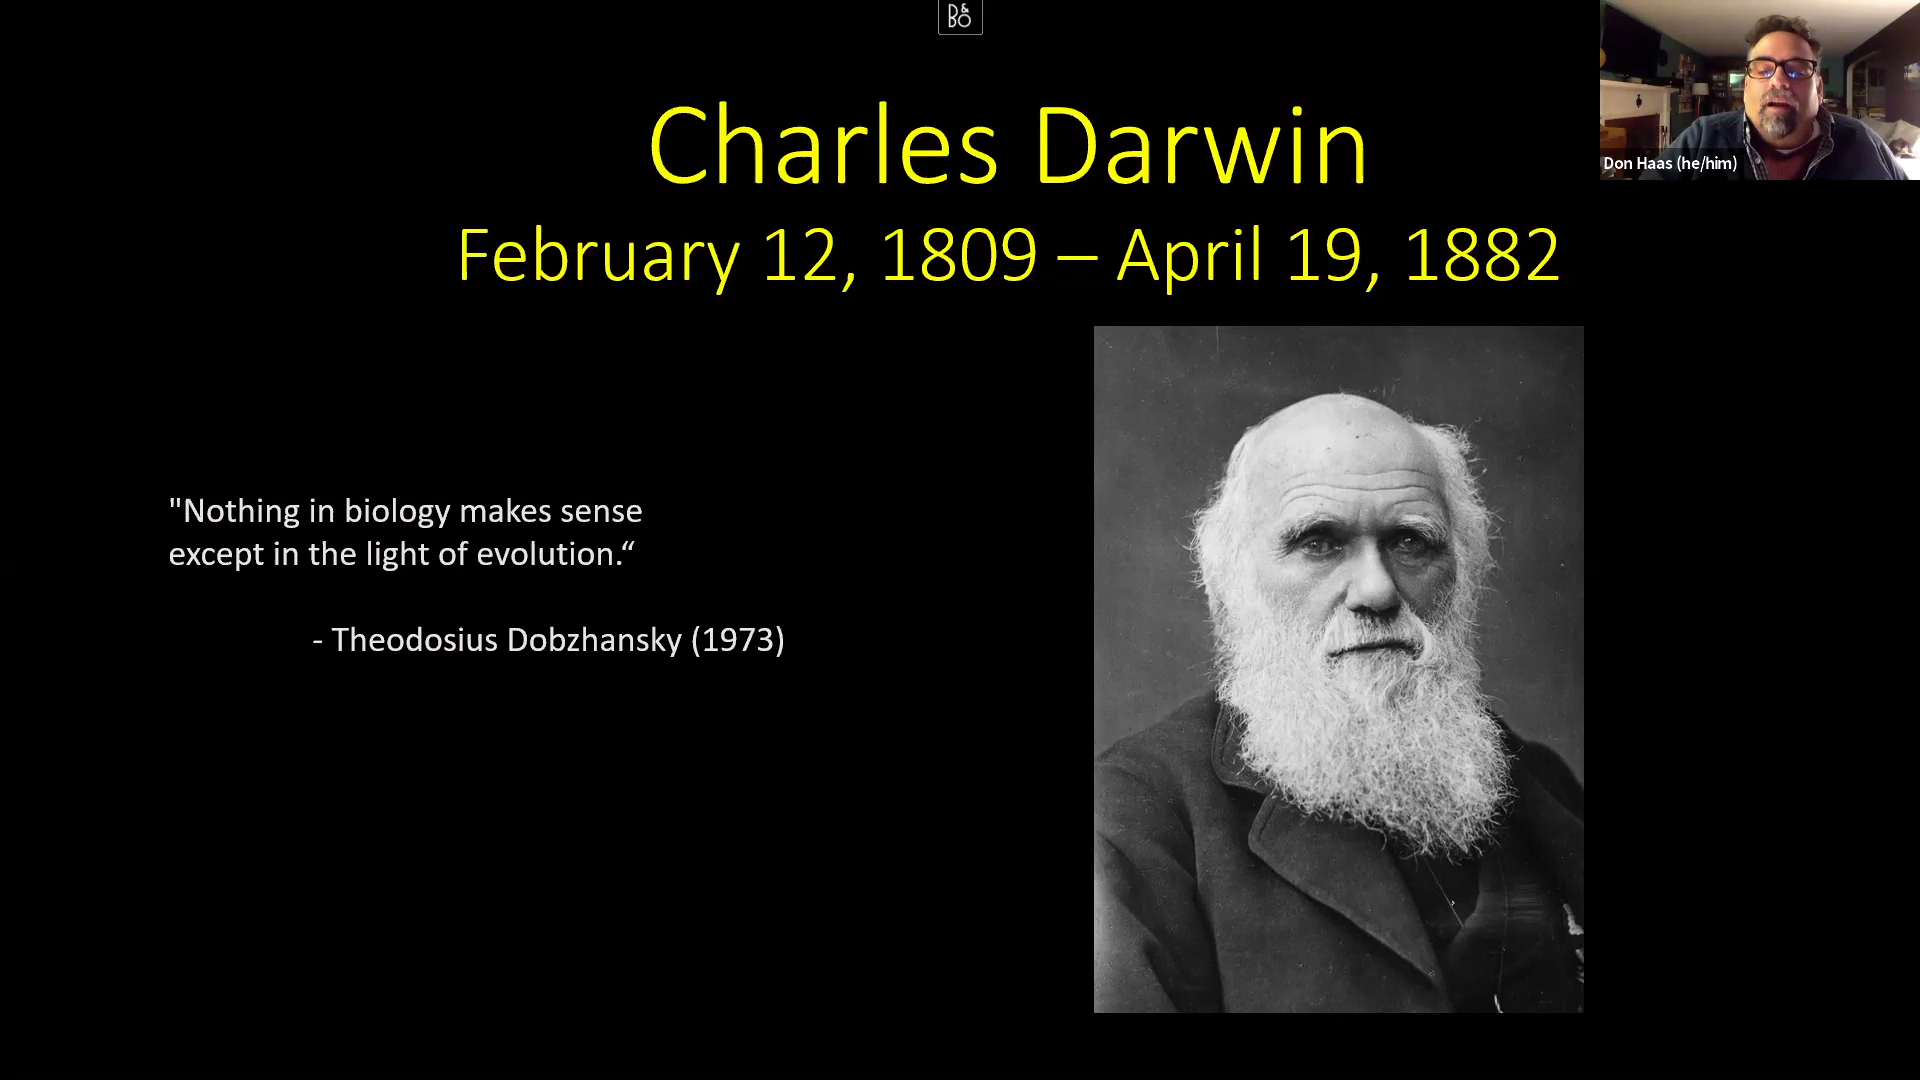 B&O
Charles Darwin
February 12, 1809 – April 19, 1882
Don Haas (he/him)
"Nothing in biology makes sense
except in the light of evolution.“
- Theodosius Dobzhansky (1973)